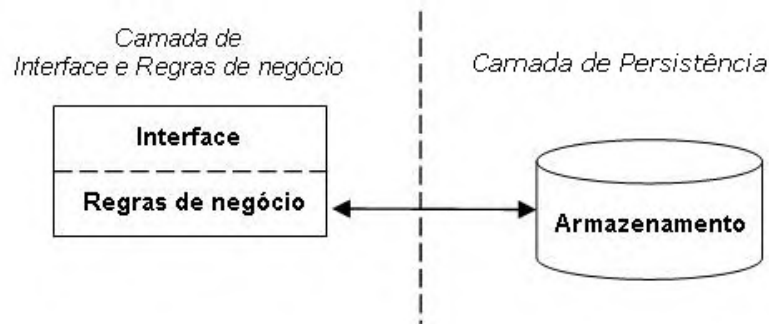 Camada de
Interface e Regras de negócio
Camada de Persistência
Interface
Regras de negócio
Armazenamento